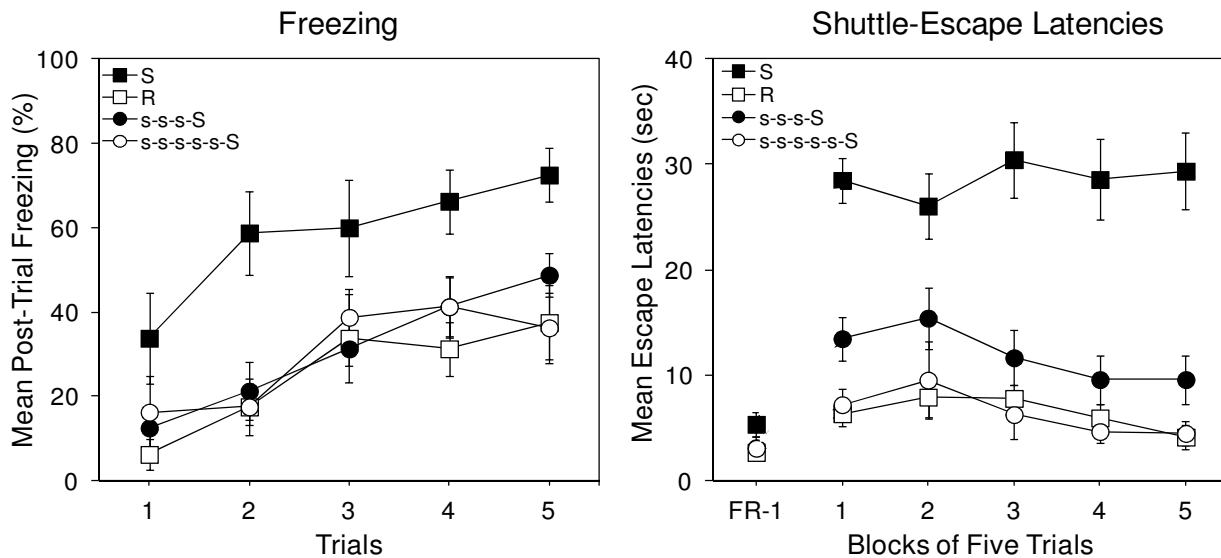 Freezing
Mean Post-Trial Freezing (%)
100
80
60
40
20
0
S
R
s-s-s-S
s-s-s-s-s-S
1 2 3 4 5
Trials
Shuttle-Escape Latencies
Mean Escape Latencies (sec)
40
30
20
10
0
S
R
s-s-s-S
s-s-s-s-s-S
FR-1 1 2 3 4 5
Blocks of Five Trials